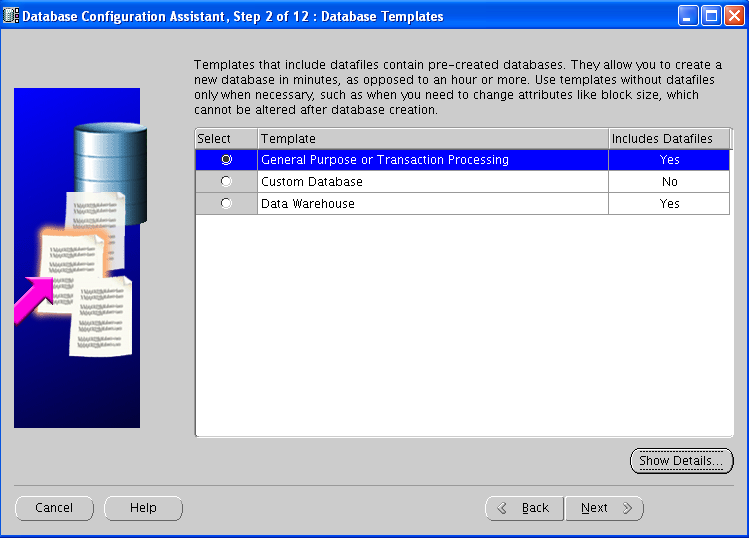 Database Configuration Assistant, Step 2 of 12 : Database Templates
Templates that include datafiles contain pre-created databases. They allow you to create a
new database in minutes, as opposed to an hour or more. Use templates without datafiles
only when necessary, such as when you need to change attributes like block size, which
cannot be altered after database creation.
Select Template Includes Datafiles
General Purpose or Transaction Processing Yes
Custom Database No
Data Warehouse Yes
Show Details...
Cancel Help Back Next